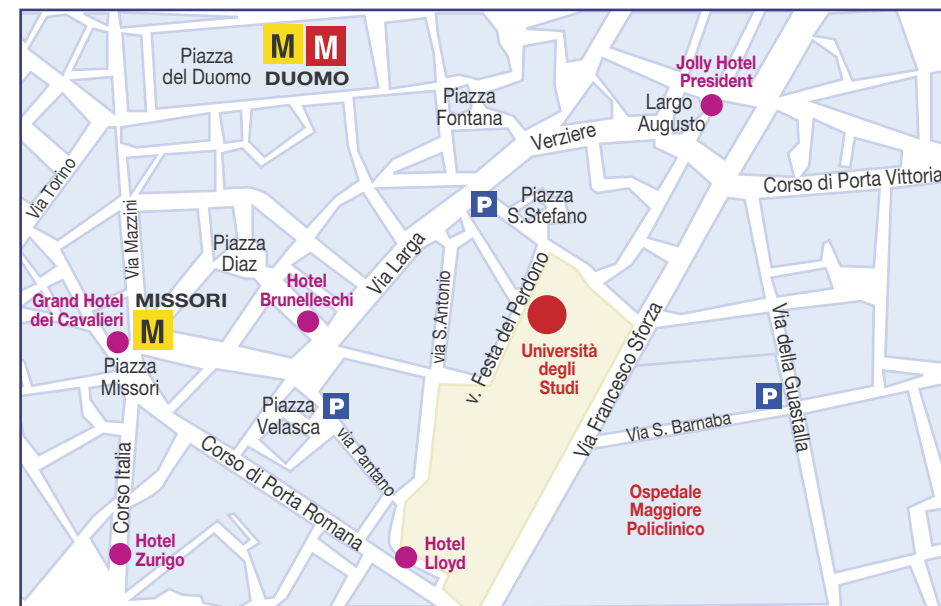 Piazza
del Duomo
M M
DUOMO
Jolly Hotel
President
Piazza
Fontana
Largo
Augusto
Verziere
Via Torino
Corso di Porta Vittoria
P
Piazza
S.Stefano
Via Mazzini
Piazza
Diaz
Via Larga
Hotel
Brunelleschi
Grand Hotel
dei Cavalieri
MISSORI
M
Piazza
Missori
via S.Antonio
v. Festa del Perdono
Università
degli
Studi
Via Francesco Sforza
Via della Guastalla
P
Via S. Barnaba
Piazza
Velasca
P
via Pantano
Corso di Porta Romana
Corso Italia
Ospedale
Maggiore
Policlinico
Hotel
Zurigo
Hotel
Lloyd